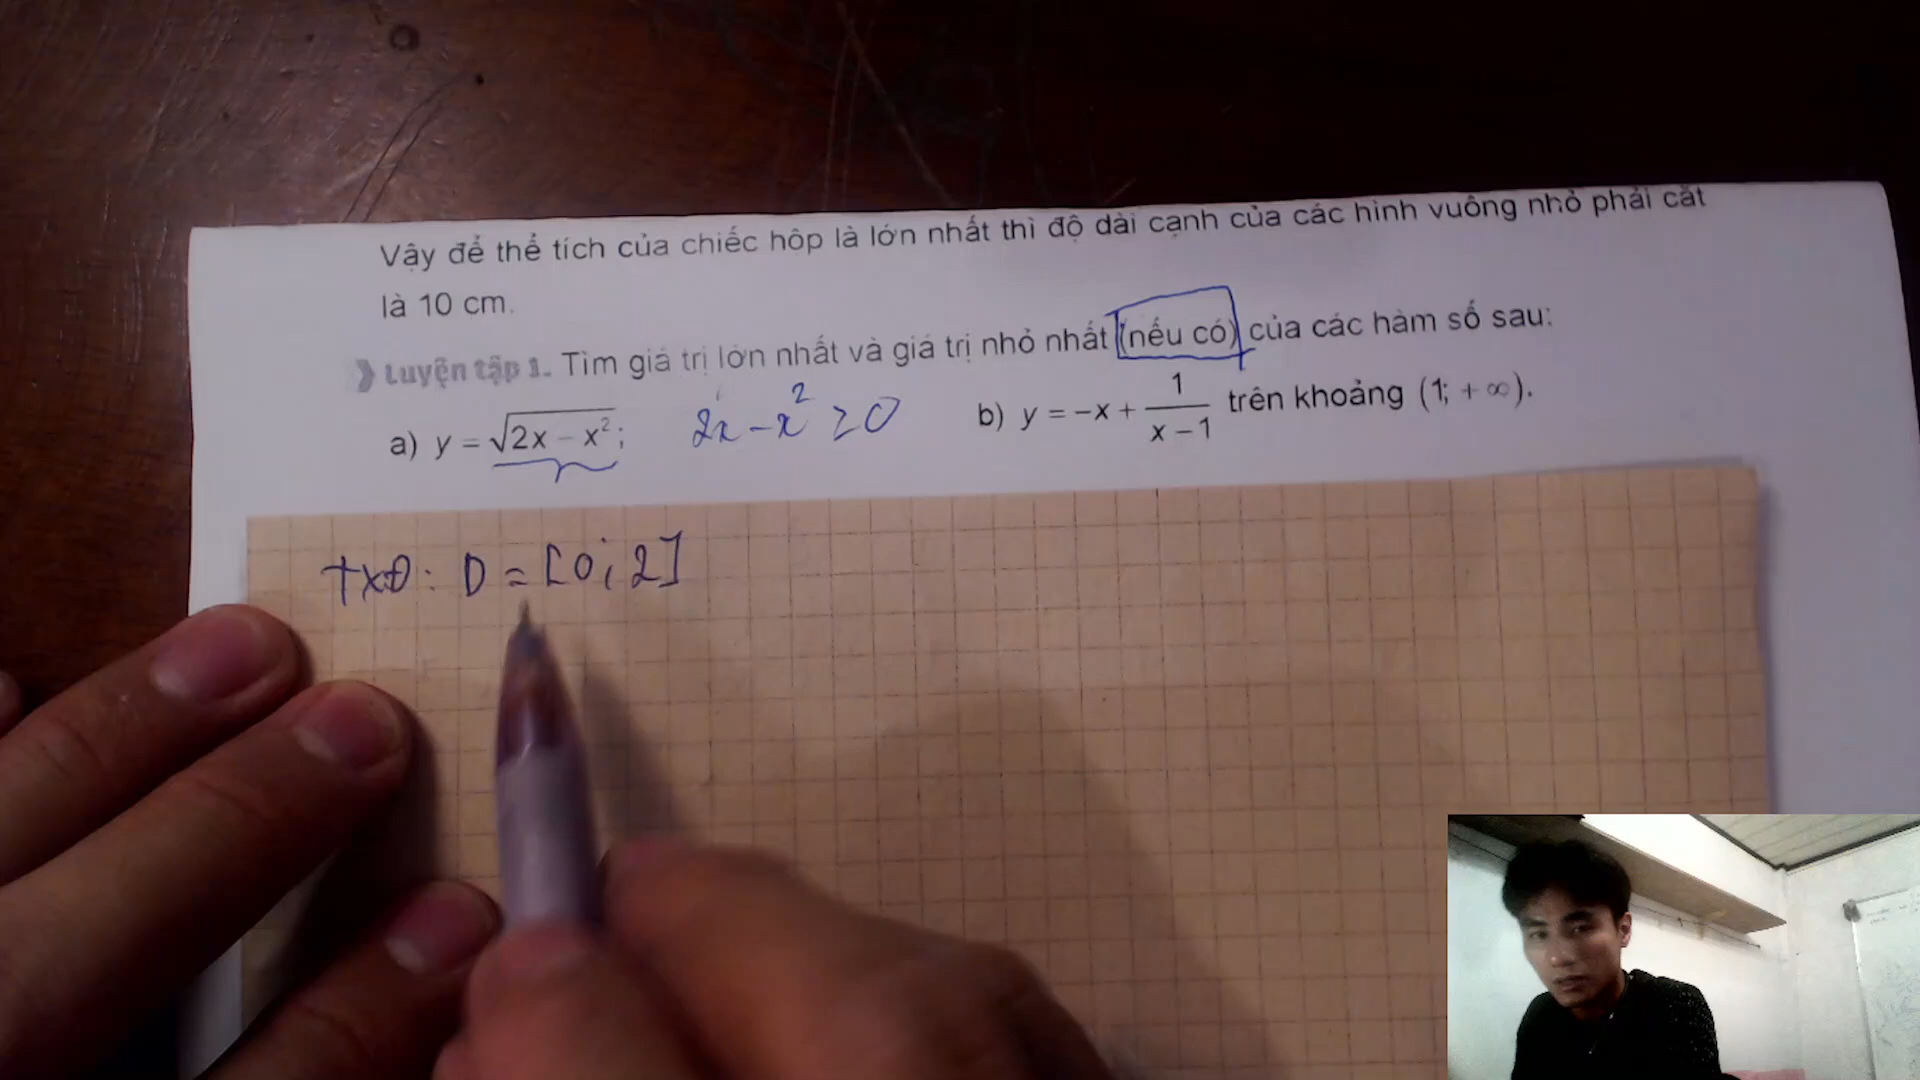 Vậy để thể tích của chiếc hộp là lớn nhất thì độ dài cạnh của các hình vuông nhỏ phải cắt
là 10 cm.
Luyện tập 1. Tìm giá trị lớn nhất và giá trị nhỏ nhất (nếu có) của các hàm số sau:
a) y = √(2x - x²); 2x - x² ≥ 0 b) y = -x + 1/(x - 1) trên khoảng (1; +∞).
TXĐ: D = [0; 2]